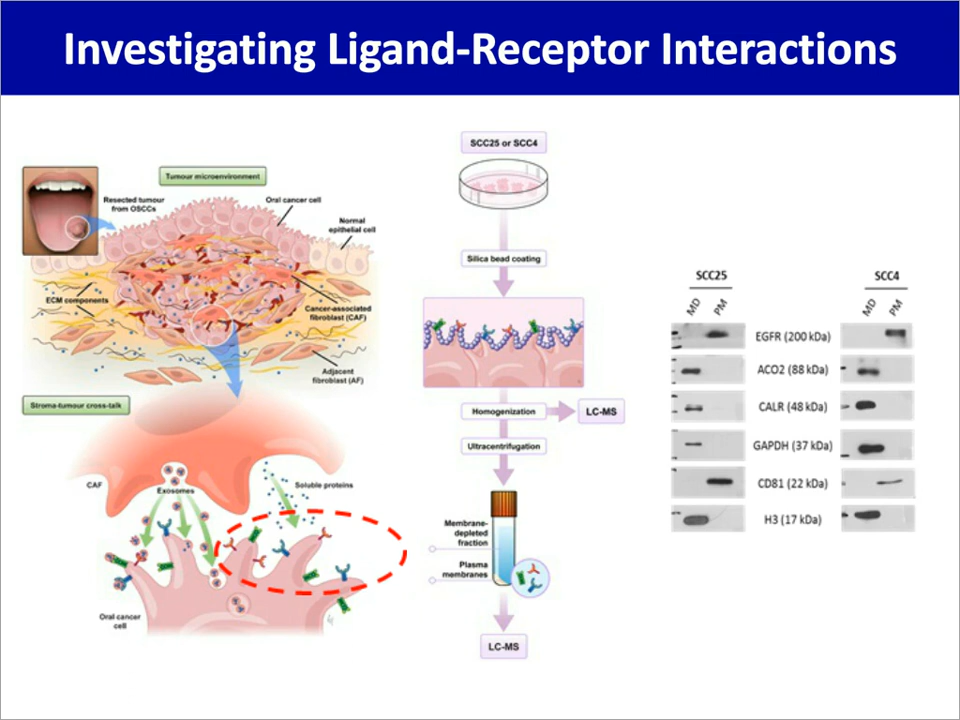 Investigating Ligand-Receptor Interactions
Tumour microenvironment
Resected tumour
from OSCCs
Oral cancer cell
Normal
epithelial cell
ECM components
Cancer-associated
fibroblast (CAF)
Adjacent
fibroblast (AF)
Stroma-tumour cross-talk
CAF
Exosomes
Soluble proteins
Oral cancer
cell
SCC25 or SCC4
Silica bead coating
Homogenization
LC-MS
Ultracentrifugation
Membrane-
depleted
fraction
Plasma
membranes
LC-MS
SCC25
SCC4
MD
PM
MD
PM
EGFR (200 kDa)
ACO2 (88 kDa)
CALR (48 kDa)
GAPDH (37 kDa)
CD81 (22 kDa)
H3 (17 kDa)